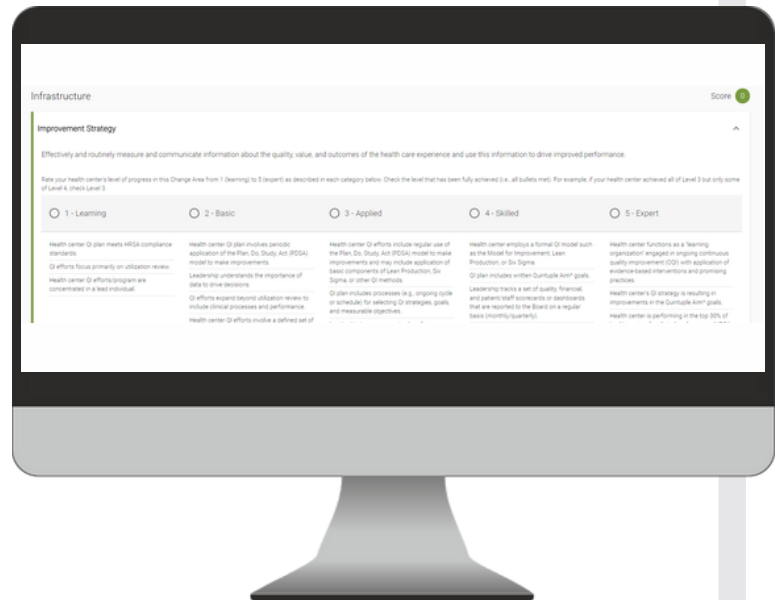 Infrastructure
Score 0
Improvement Strategy
Effectively and routinely measure and communicate information about the quality, value, and outcomes of the health care experience and use this information to drive improved performance.
Rate your health center's level of progress in this Change Area from 1 (learning) to 5 (expert) as described in each category below. Check the level that has been fully achieved (i.e., all bullets met). For example, if your health center achieved all of Level 3 but only some
of Level 4, check Level 3.
1 - Learning
Health center QI plan meets HRSA compliance
standards.
QI efforts focus primarily on utilization review.
Health center QI efforts/program are
concentrated in a lead individual.
2 - Basic
Health center QI plan involves periodic
application of the Plan, Do, Study, Act (PDSA)
model to make improvements.
Leadership understands the importance of
data to drive decisions.
QI efforts expand beyond utilization review to
include clinical processes and performance.
Health center QI efforts involve a defined set of
3 - Applied
Health center QI efforts include regular use of
the Plan, Do, Study, Act (PDSA) model to make
improvements and may include application of
basic components of Lean Production, Six
Sigma, or other QI methods.
QI plan includes processes (e.g., ongoing cycle
or schedule) for selecting QI strategies, goals,
and measurable objectives.
4 - Skilled
Health center employs a formal QI model such
as the Model for Improvement, Lean
Production, or Six Sigma.
QI plan includes written Quintuple Aim* goals.
Leadership tracks a set of quality, financial,
and patient/staff scorecards or dashboards
that are reported to the Board on a regular
basis (monthly/quarterly).
5 - Expert
Health center functions as a 'learning
organization' engaged in ongoing continuous
quality improvement (CQI) with application of
evidence-based interventions and promising
practices.
Health center's QI strategy is resulting in
improvements in the Quintuple Aim* goals.
Health center is performing in the top 30% of